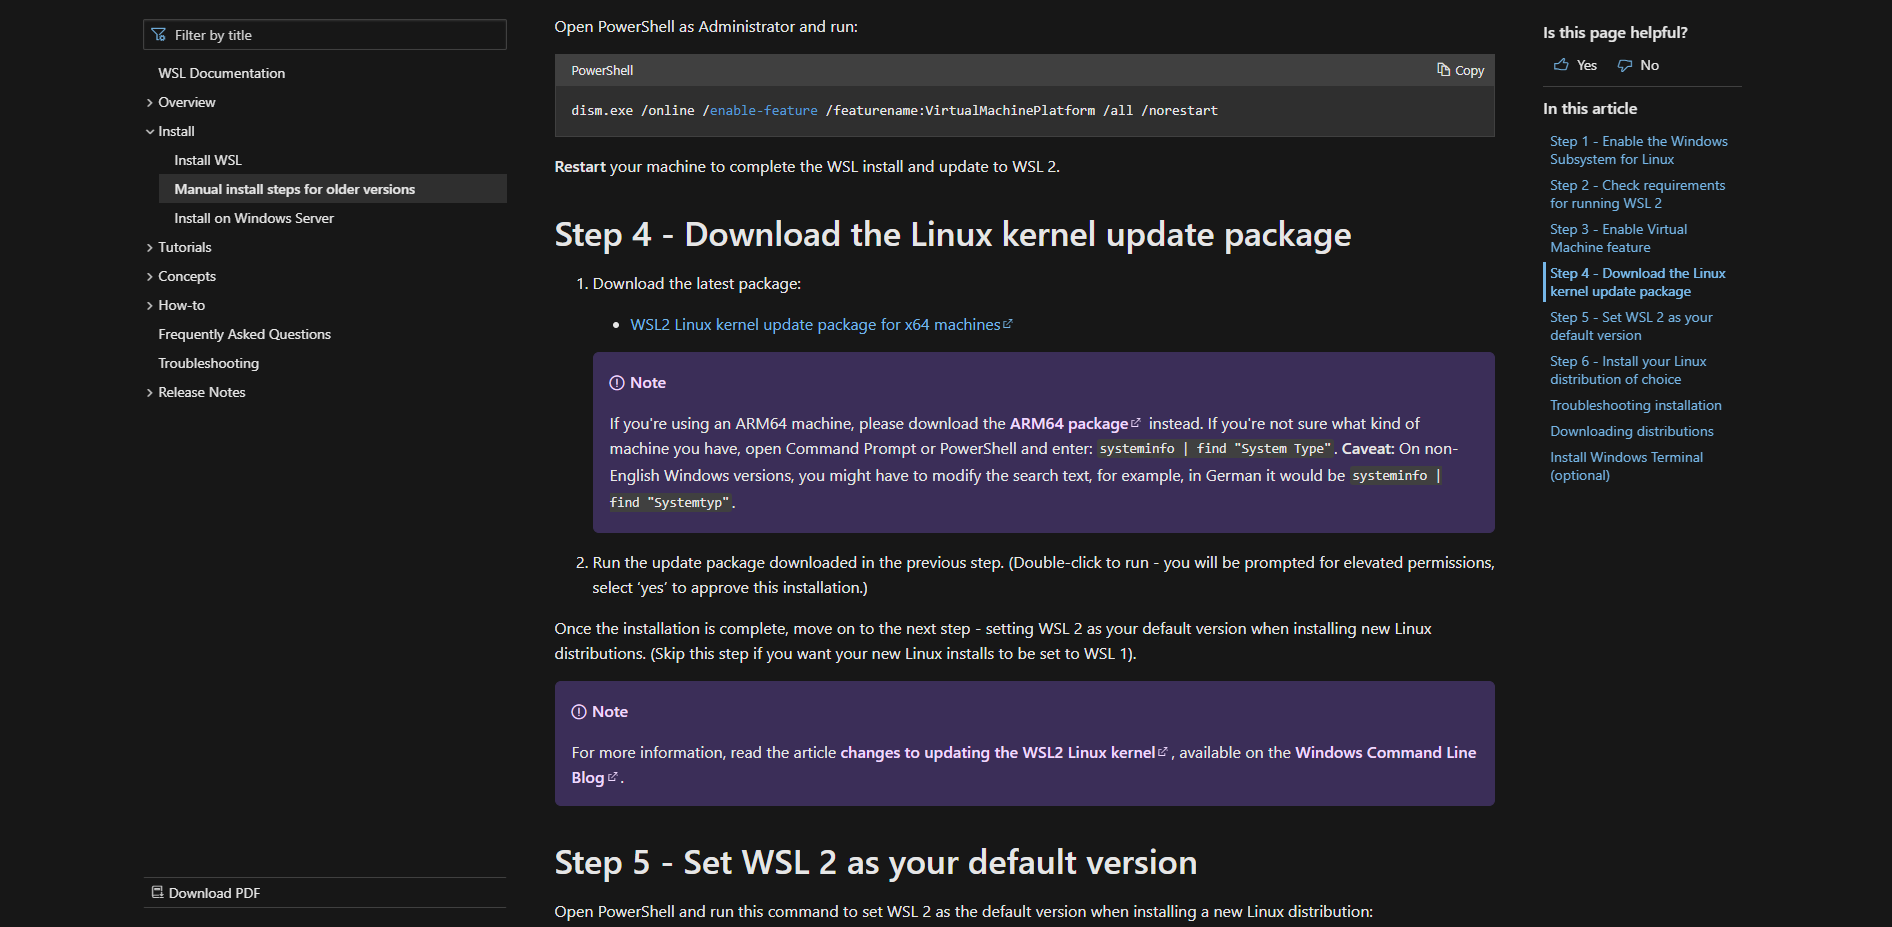 Filter by title
WSL Documentation
Overview
Install
Install WSL
Manual install steps for older versions
Install on Windows Server
Tutorials
Concepts
How-to
Frequently Asked Questions
Troubleshooting
Release Notes
Download PDF
Open PowerShell as Administrator and run:
PowerShell
Copy
dism.exe /online /enable-feature /featurename:VirtualMachinePlatform /all /norestart
Restart your machine to complete the WSL install and update to WSL 2.
Step 4 - Download the Linux kernel update package
1. Download the latest package:
• WSL2 Linux kernel update package for x64 machines
Note
If you're using an ARM64 machine, please download the ARM64 package instead. If you're not sure what kind of
machine you have, open Command Prompt or PowerShell and enter: systeminfo | find "System Type". Caveat: On non-
English Windows versions, you might have to modify the search text, for example, in German it would be systeminfo |
find "Systemtyp".
2. Run the update package downloaded in the previous step. (Double-click to run - you will be prompted for elevated permissions,
select ‘yes’ to approve this installation.)
Once the installation is complete, move on to the next step - setting WSL 2 as your default version when installing new Linux
distributions. (Skip this step if you want your new Linux installs to be set to WSL 1).
Note
For more information, read the article changes to updating the WSL2 Linux kernel, available on the Windows Command Line
Blog.
Step 5 - Set WSL 2 as your default version
Open PowerShell and run this command to set WSL 2 as the default version when installing a new Linux distribution:
Is this page helpful?
Yes No
In this article
Step 1 - Enable the Windows
Subsystem for Linux
Step 2 - Check requirements
for running WSL 2
Step 3 - Enable Virtual
Machine feature
Step 4 - Download the Linux
kernel update package
Step 5 - Set WSL 2 as your
default version
Step 6 - Install your Linux
distribution of choice
Troubleshooting installation
Downloading distributions
Install Windows Terminal
(optional)